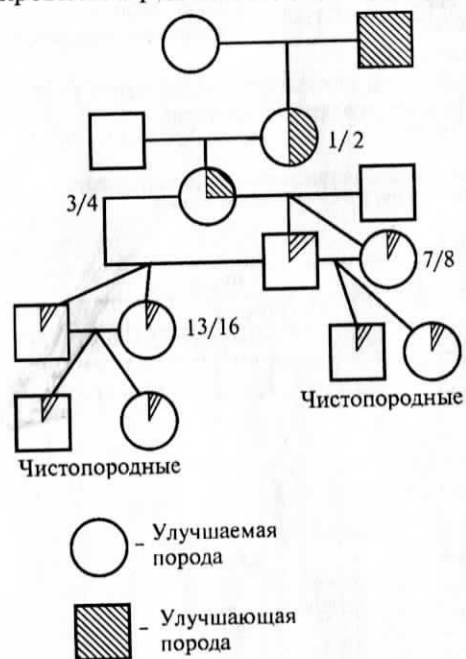 1/2
3/4
7/8
13/16
Чистопородные
Чистопородные
- Улучшаемая
порода
- Улучшающая
порода